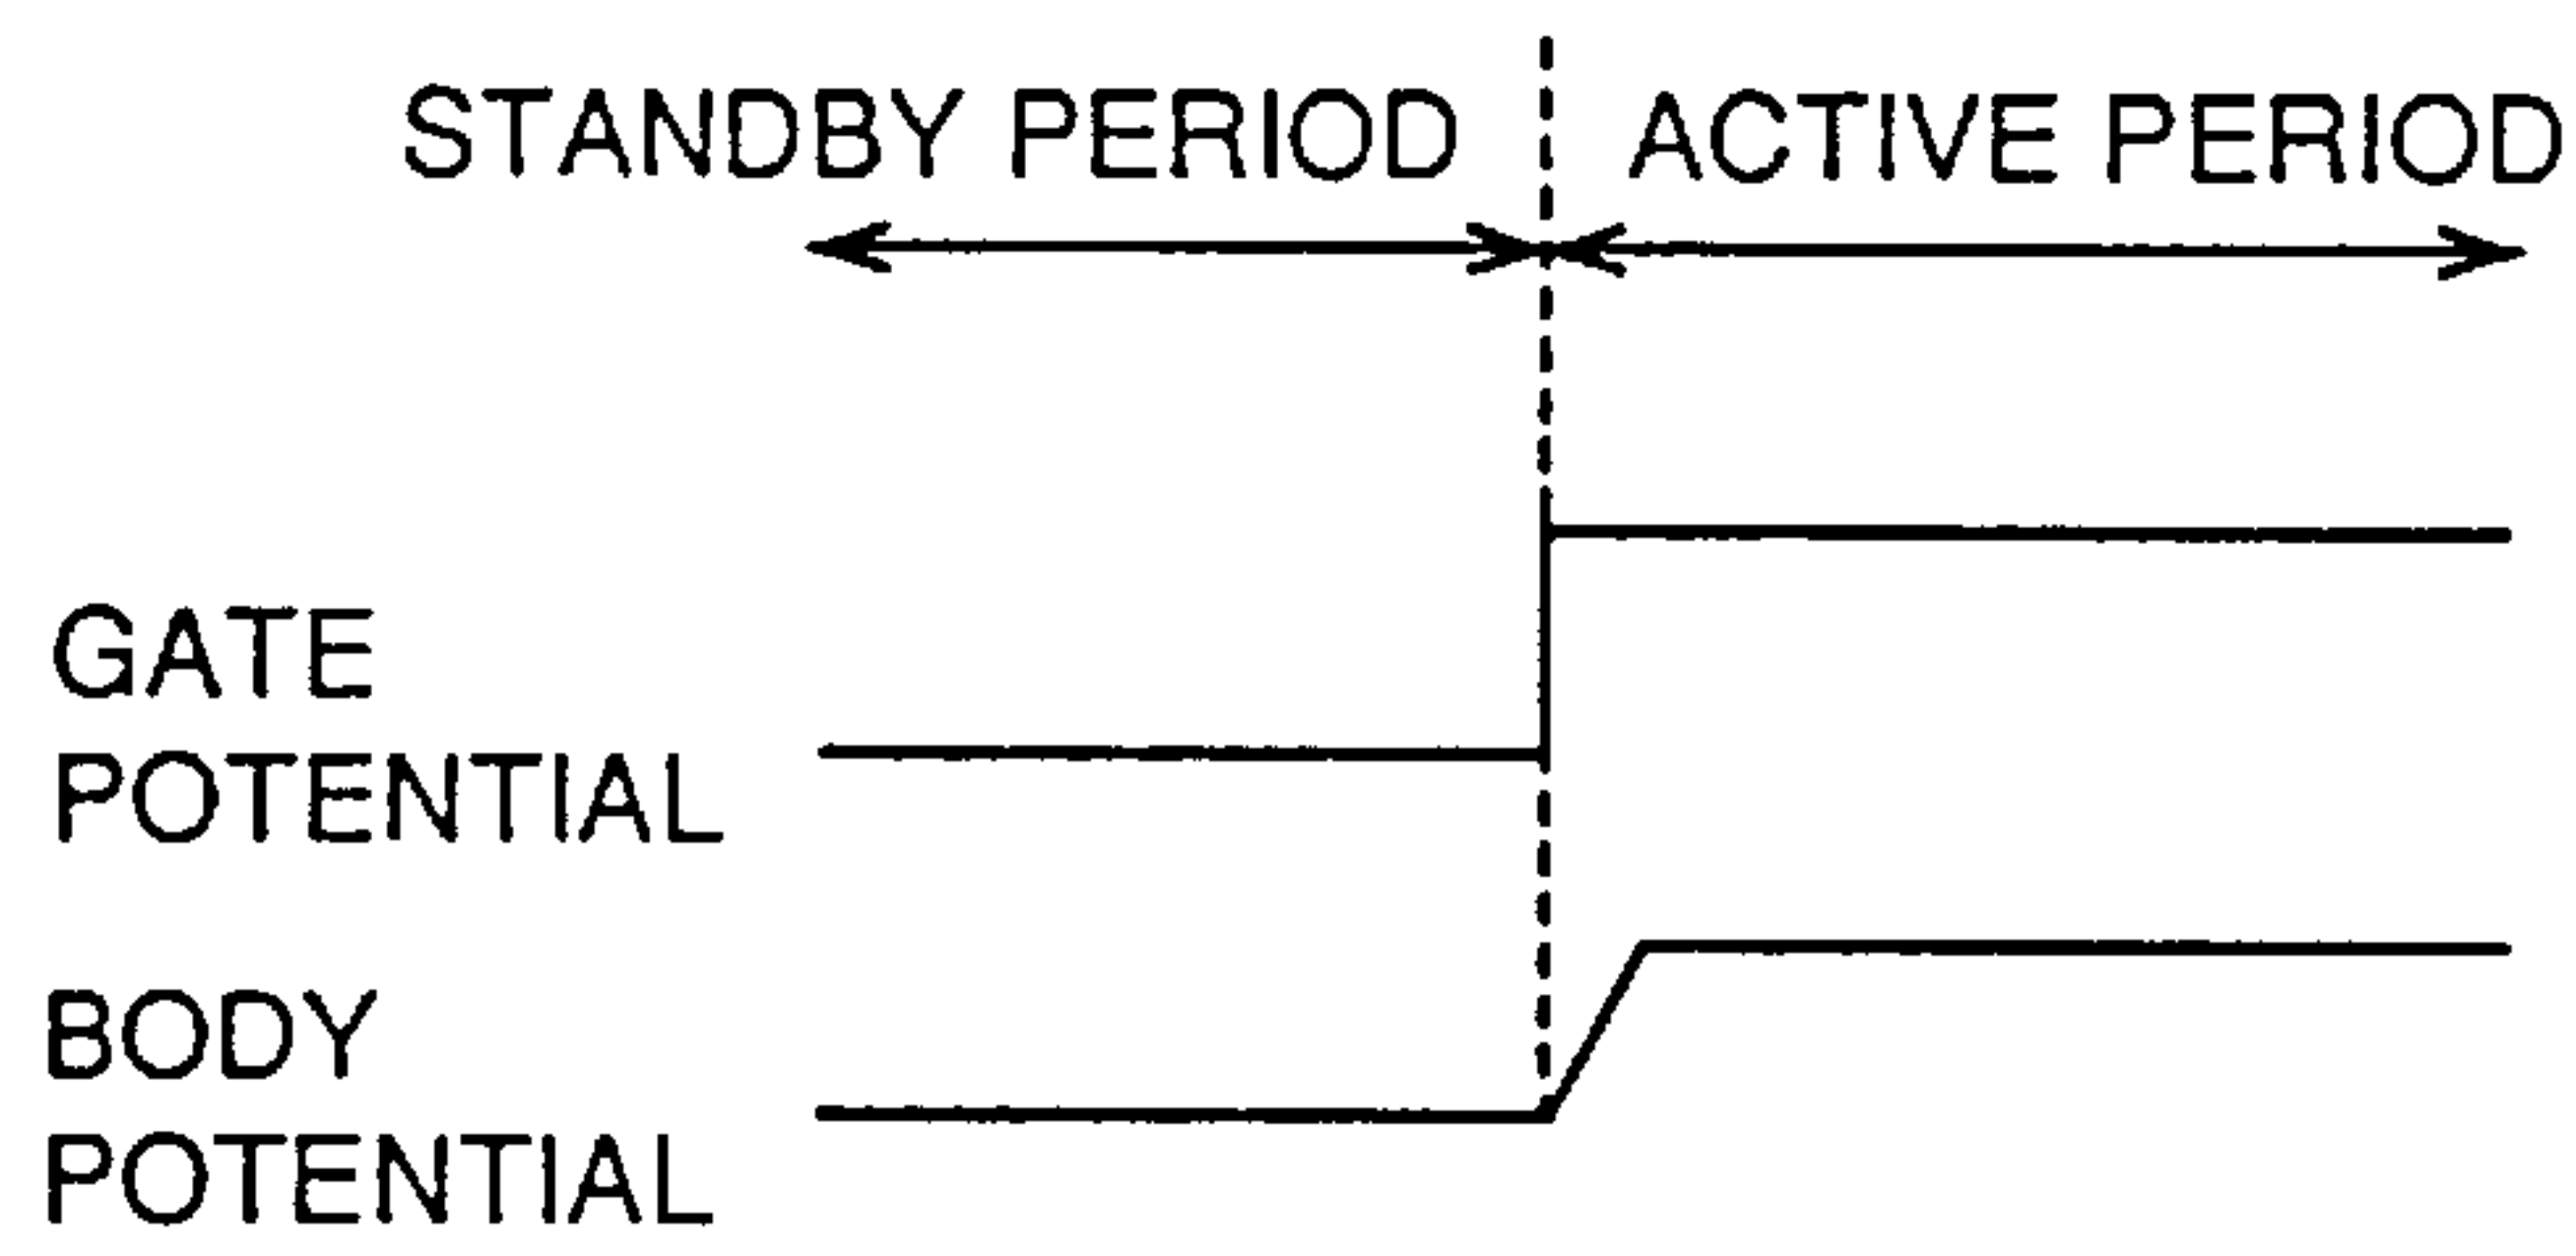 STANDBY PERIOD
ACTIVE PERIOD
GATE
POTENTIAL
BODY
POTENTIAL